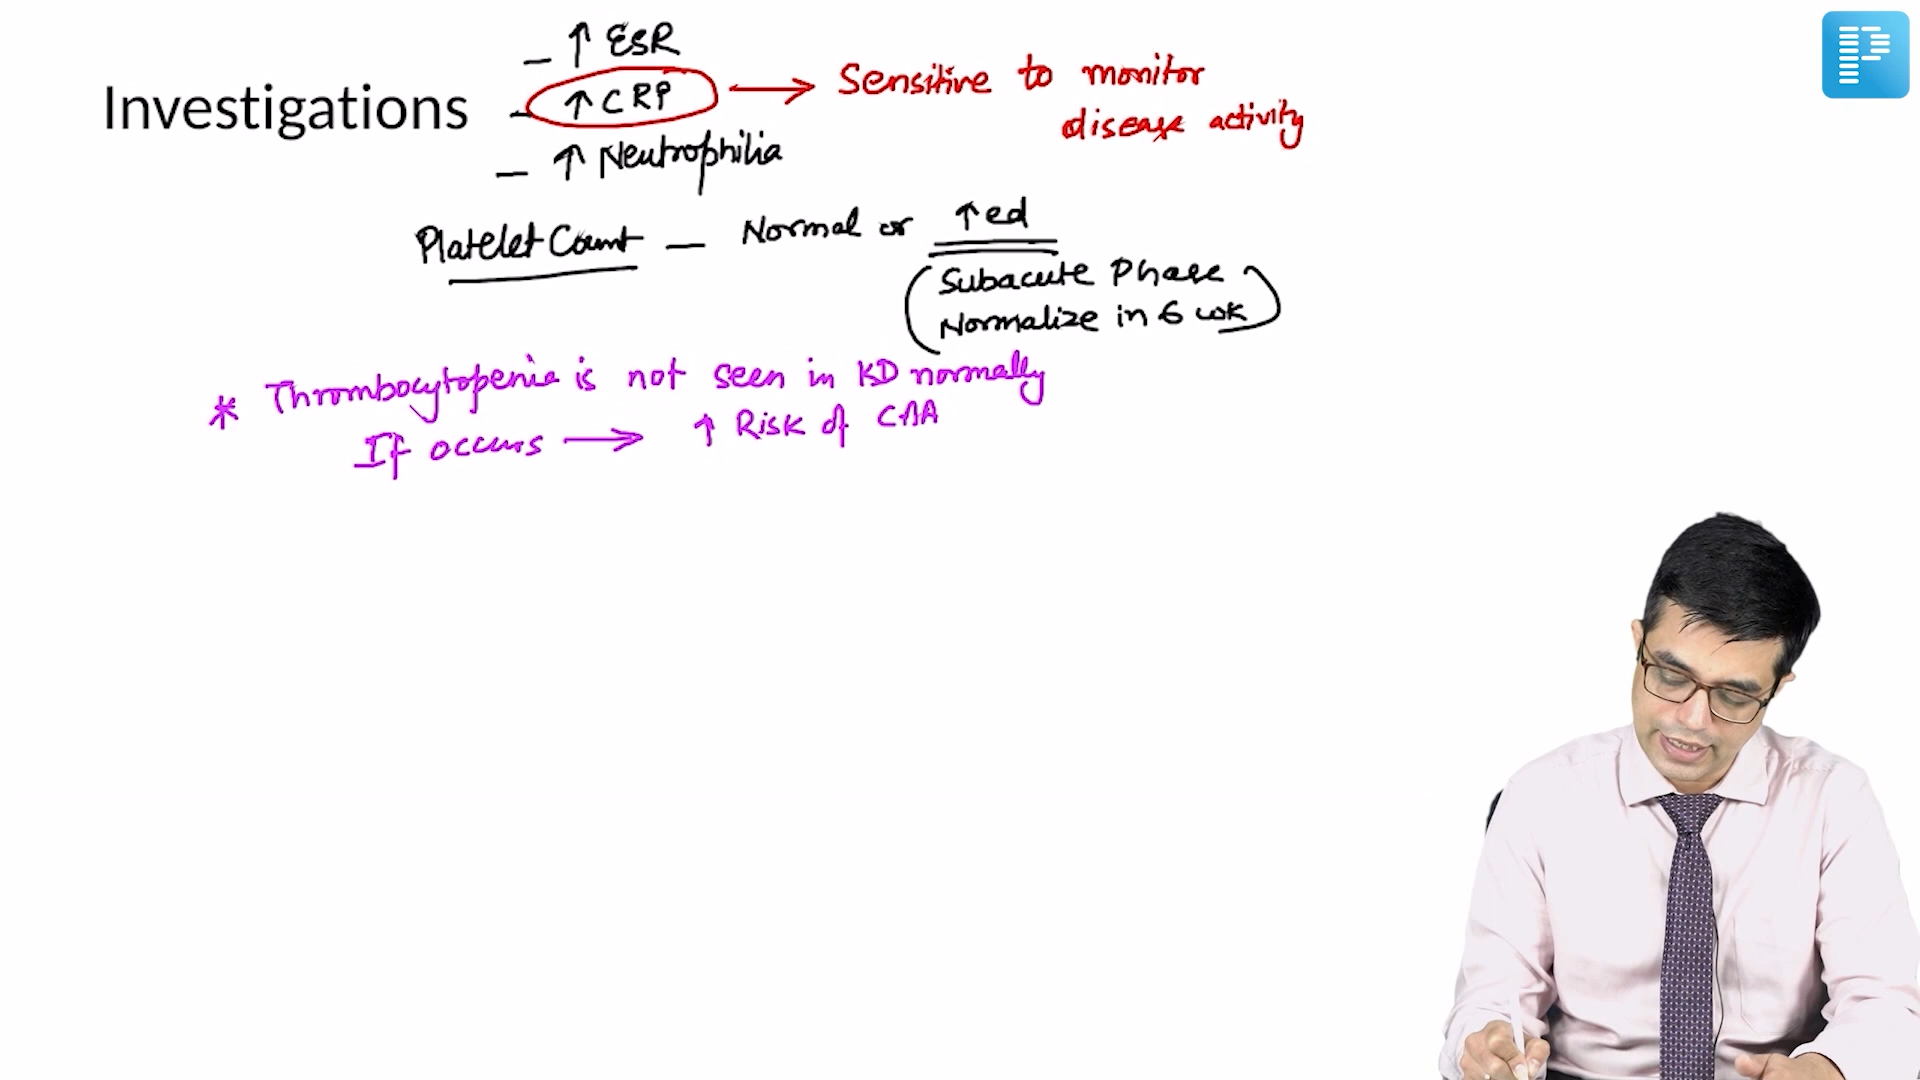 Investigations
– ↑ ESR
– ↑ CRP → Sensitive to monitor
disease activity
– ↑ Neutrophilia
Platelet Count – Normal or ↑ed
(Subacute Phase
Normalize in 6 wk)
* Thrombocytopenia is not seen in KD normally
If occurs → ↑ Risk of CAA